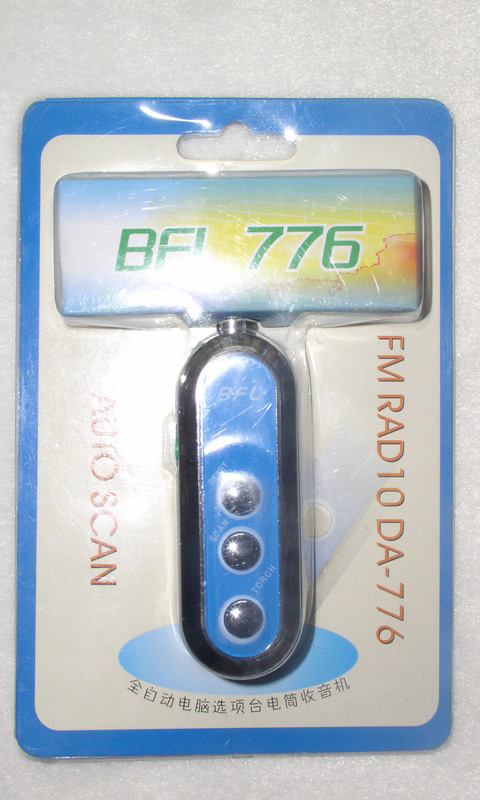 BFL 776
FM RAD10 DA-776
AUTO SCAN
BFL
SCAN
TORCH
全自动电脑选项台电筒收音机